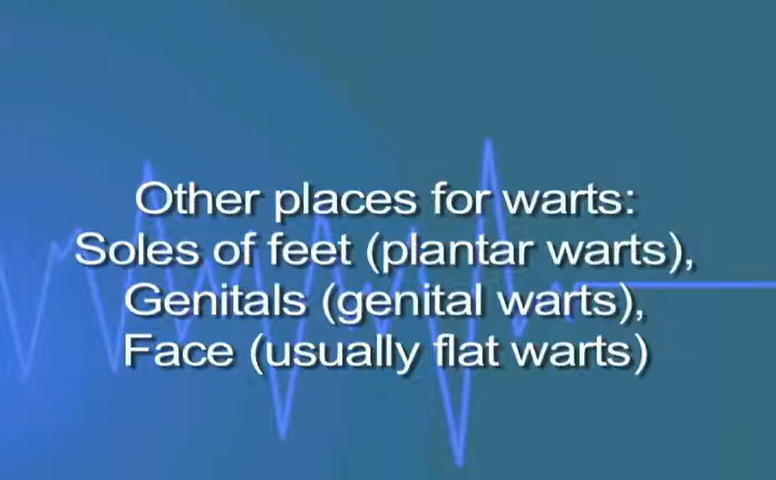 Other places for warts:
Soles of feet (plantar warts),
Genitals (genital warts),
Face (usually flat warts)